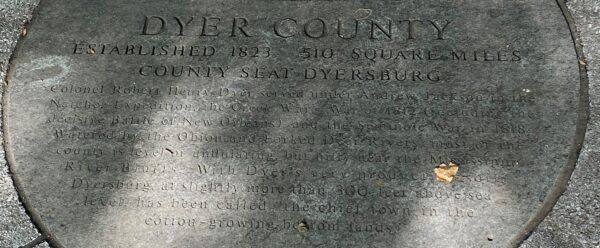 DYER COUNTY
ESTABLISHED 1823 510 SQUARE MILES
COUNTY SEAT DYERSBURG
Colonel Robert Henry Dyer served under Andrew Jackson in the
Natchez Expedition, the Creek War, War of 1812 (including the
decisive Battle of New Orleans) and the Seminole War in 1818.
Watered by the Obion and Forked Deer Rivers, of the
county is level or undulating, but hilly near the Mississippi
River Bluffs. With Dyer's
Dyersburg, at slightly more than 300 feet above sea
level, has been called "the chief town in the
cotton-growing bottom lands."